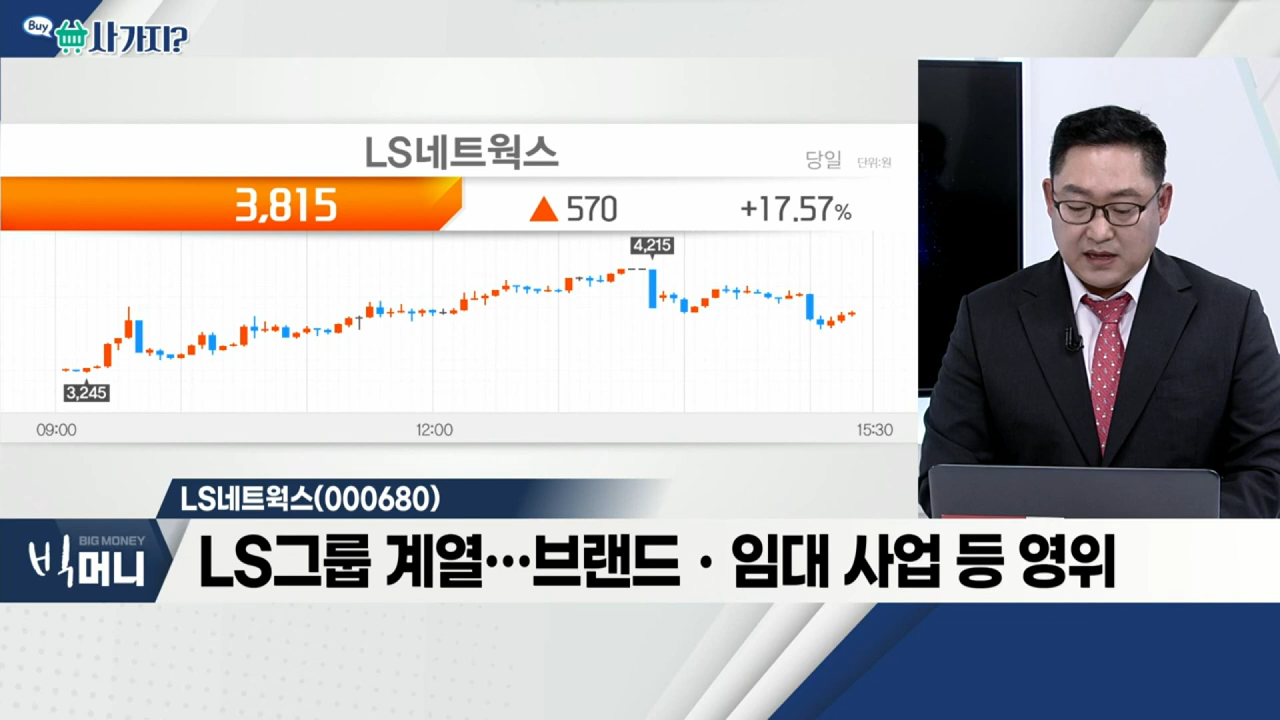 Buy
사가지?
LS네트웍스
당일 단위:원
3,815 ▲ 570 +17.57%
4,215
3,245
09:00 12:00 15:30
LS네트웍스(000680)
BIG MONEY
빅머니
LS그룹 계열…브랜드·임대 사업 등 영위